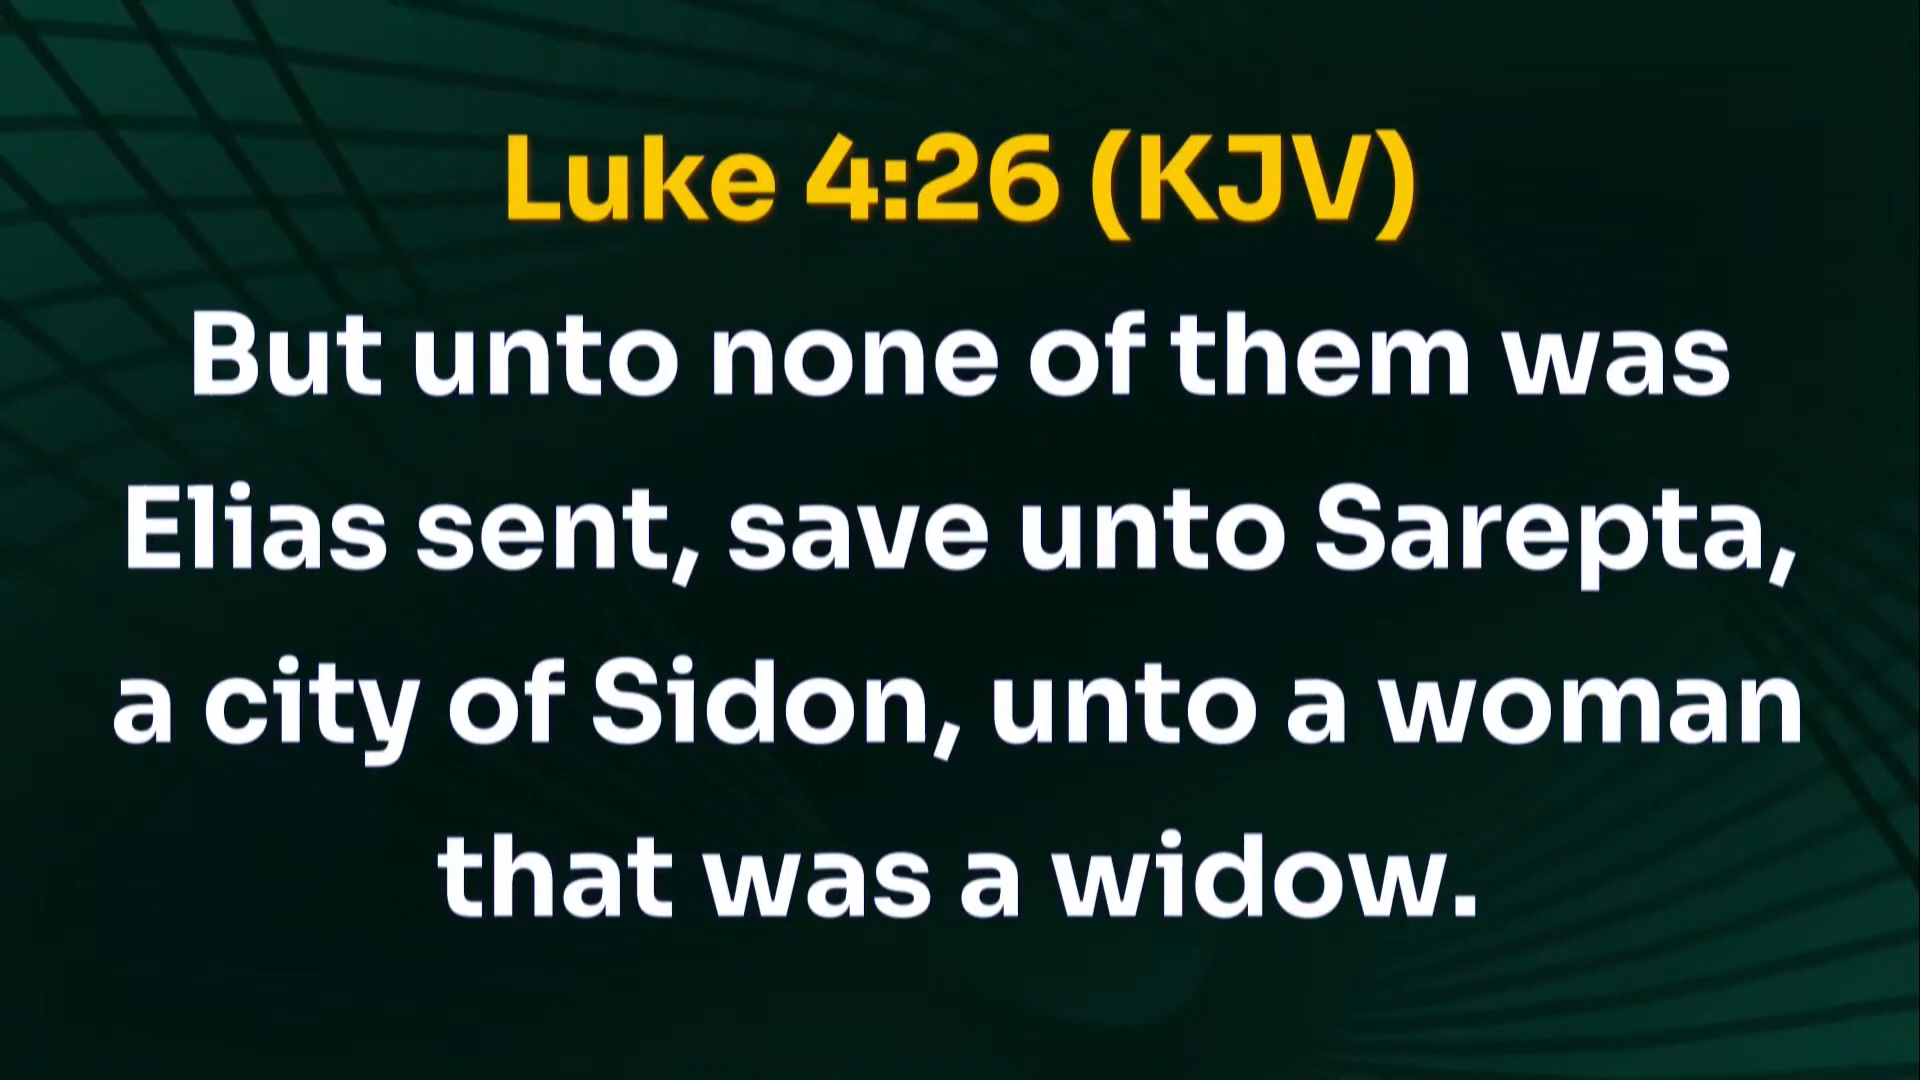 Luke 4:26 (KJV)
But unto none of them was
Elias sent, save unto Sarepta,
a city of Sidon, unto a woman
that was a widow.